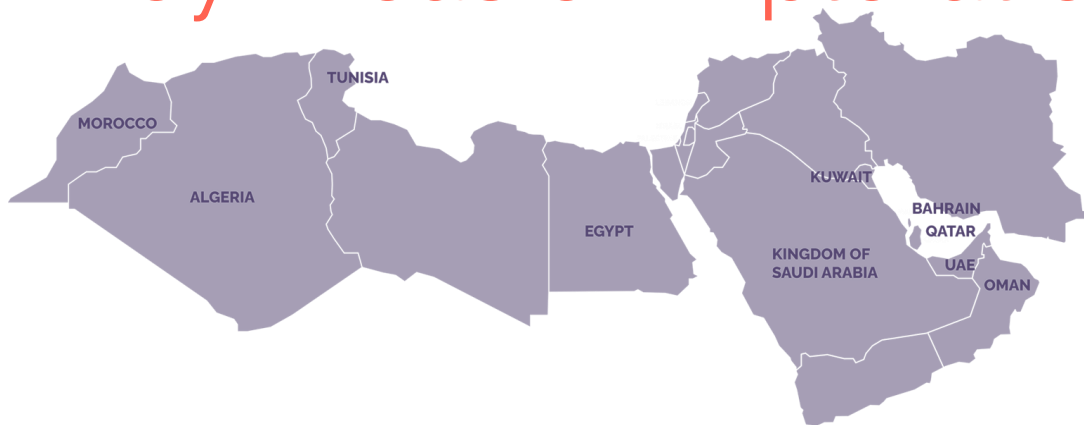 TUNISIA
MOROCCO
ALGERIA
EGYPT
KUWAIT
BAHRAIN
QATAR
KINGDOM OF
SAUDI ARABIA
UAE
OMAN